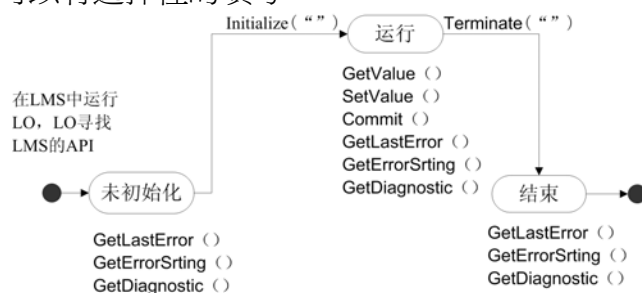 Initialize(“”)
运行
Terminate(“”)
GetValue()
SetValue()
Commit()
GetLastError()
GetErrorSrting()
GetDiagnostic()
在LMS中运行
LO，LO寻找
LMS的API
未初始化
GetLastError()
GetErrorSrting()
GetDiagnostic()
结束
GetLastError()
GetErrorSrting()
GetDiagnostic()